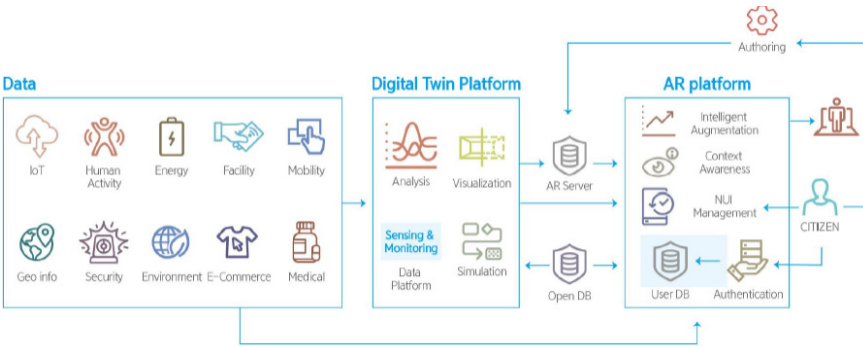 Authoring
Data
Digital Twin Platform
AR platform
IoT
Human
Activity
Energy
Facility
Mobility
Geo info
Security
Environment
E-Commerce
Medical
Analysis
Visualization
Sensing &
Monitoring
Data
Platform
Simulation
AR Server
Open DB
Intelligent
Augmentation
Context
Awareness
NUI
Management
User DB
Authentication
CITIZEN